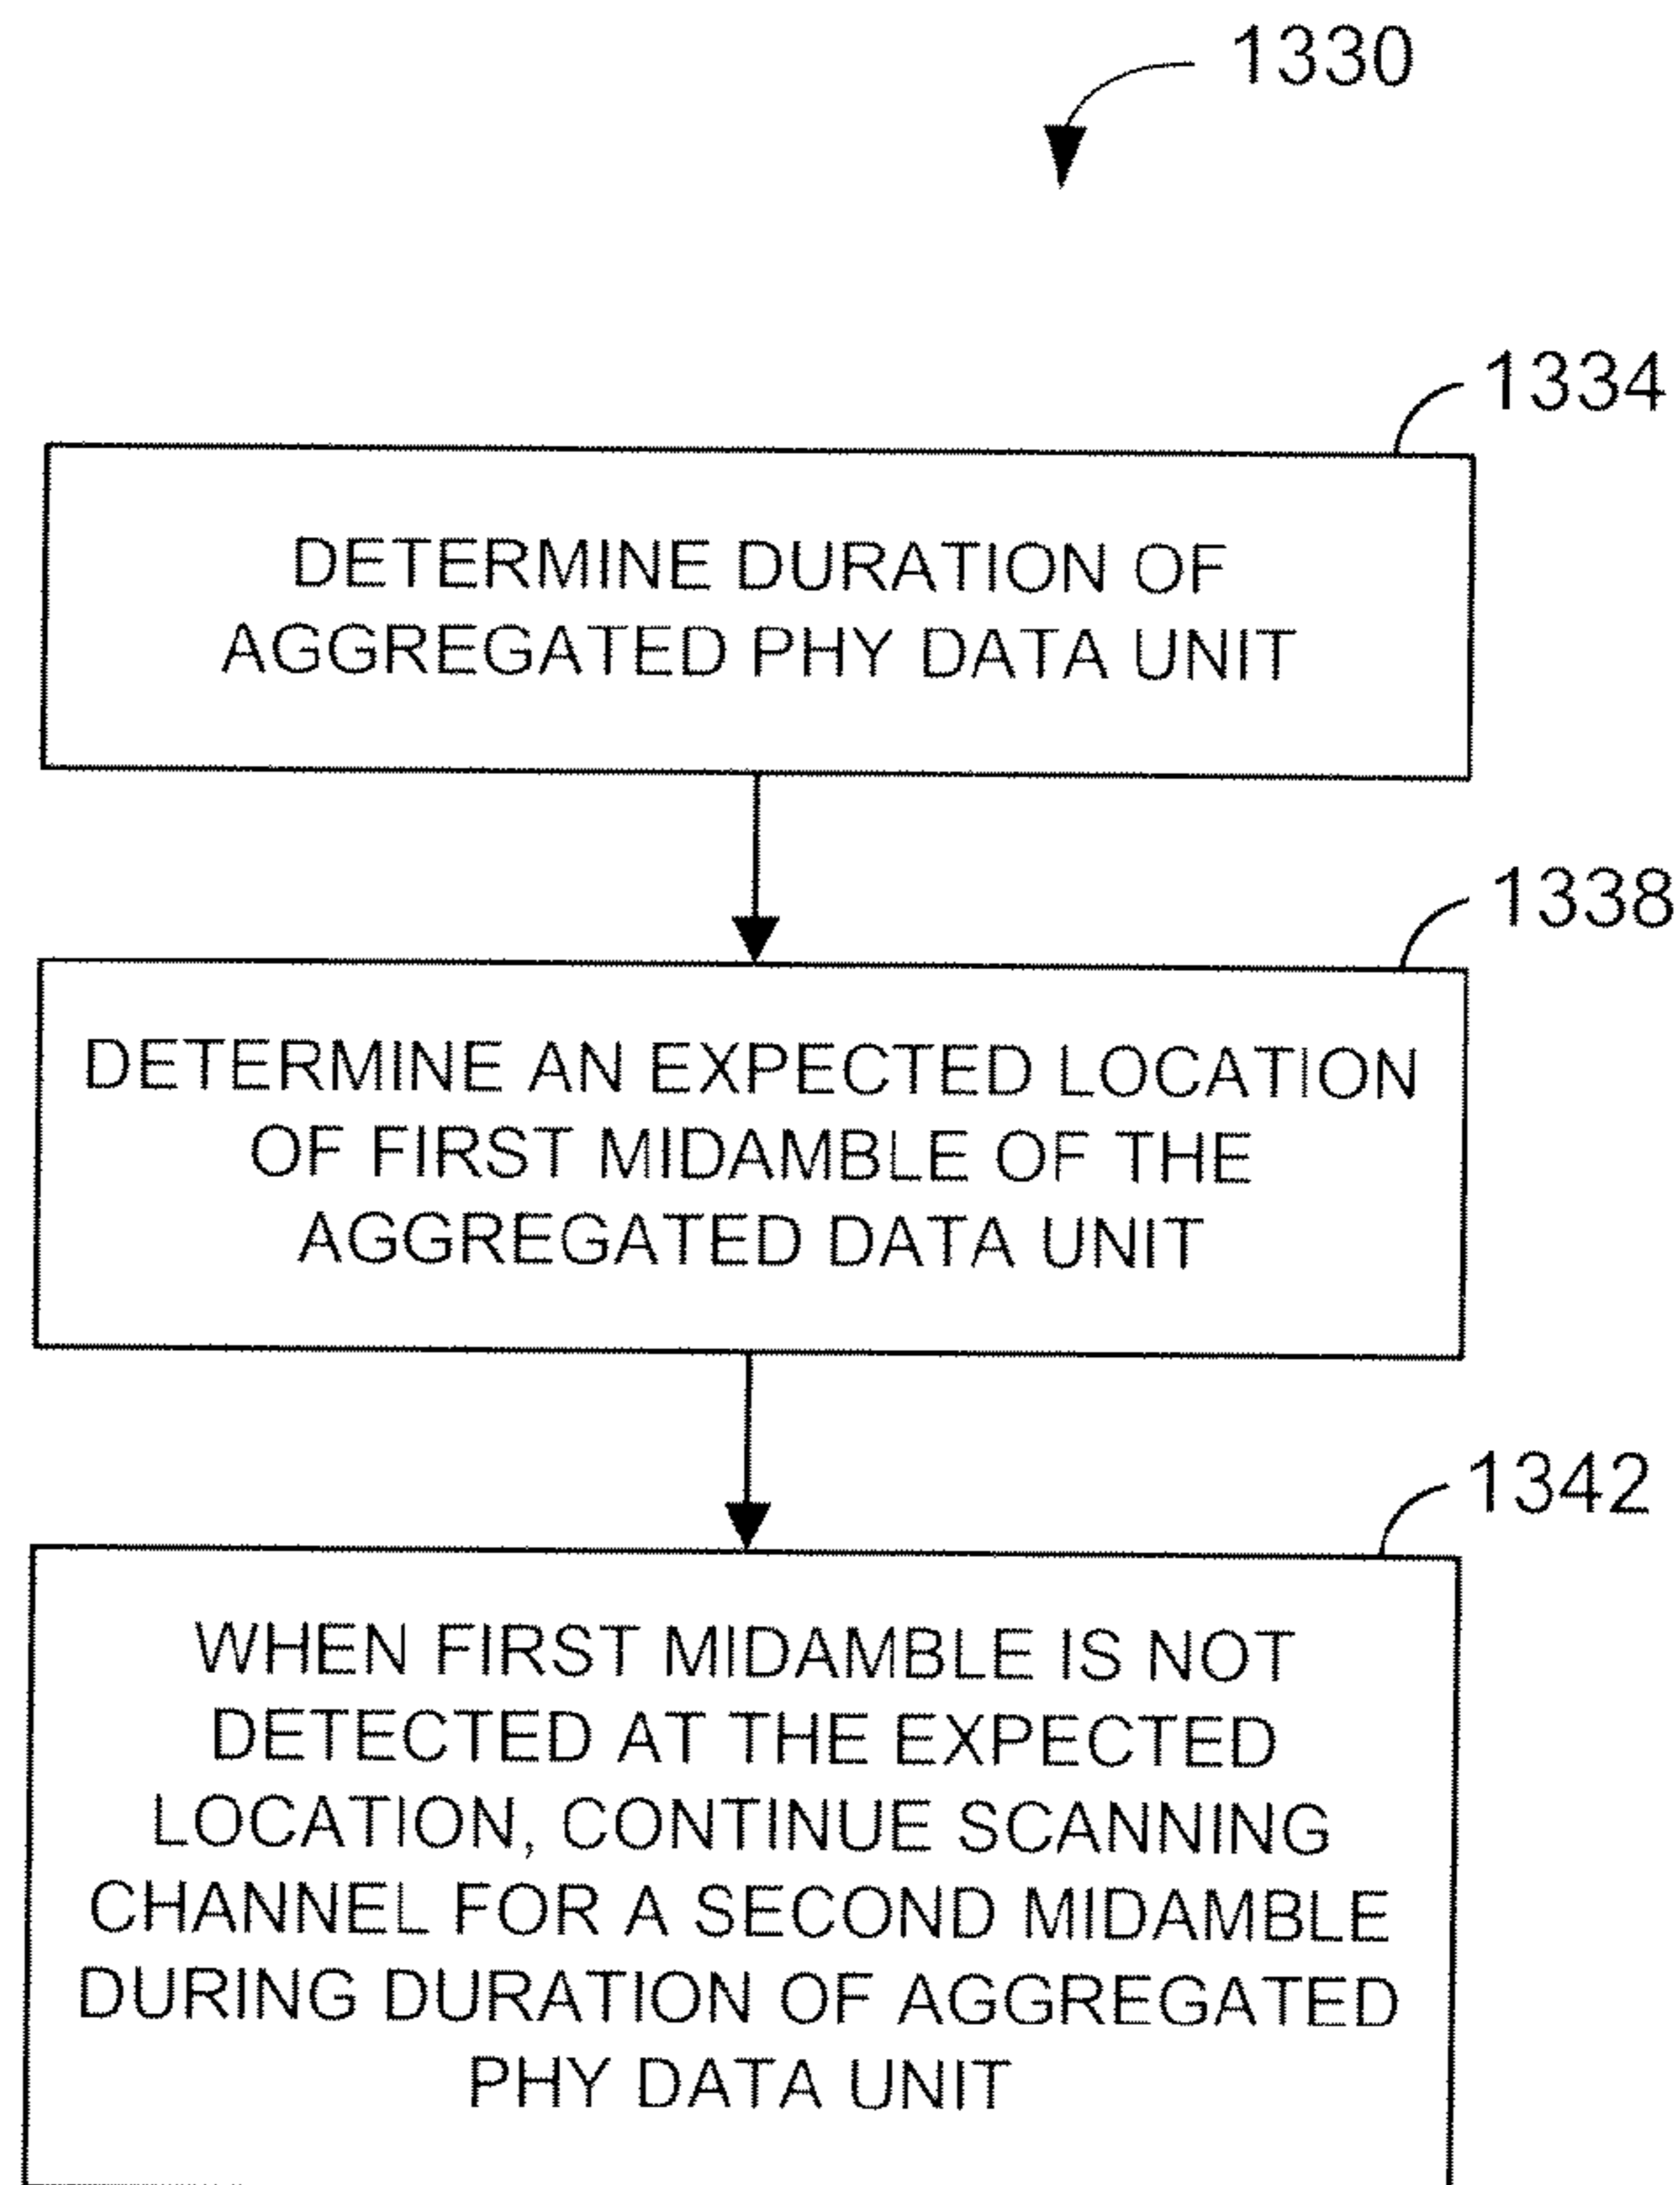 1330
1334
DETERMINE DURATION OF
AGGREGATED PHY DATA UNIT
1338
DETERMINE AN EXPECTED LOCATION
OF FIRST MIDAMBLE OF THE
AGGREGATED DATA UNIT
1342
WHEN FIRST MIDAMBLE IS NOT
DETECTED AT THE EXPECTED
LOCATION, CONTINUE SCANNING
CHANNEL FOR A SECOND MIDAMBLE
DURING DURATION OF AGGREGATED
PHY DATA UNIT